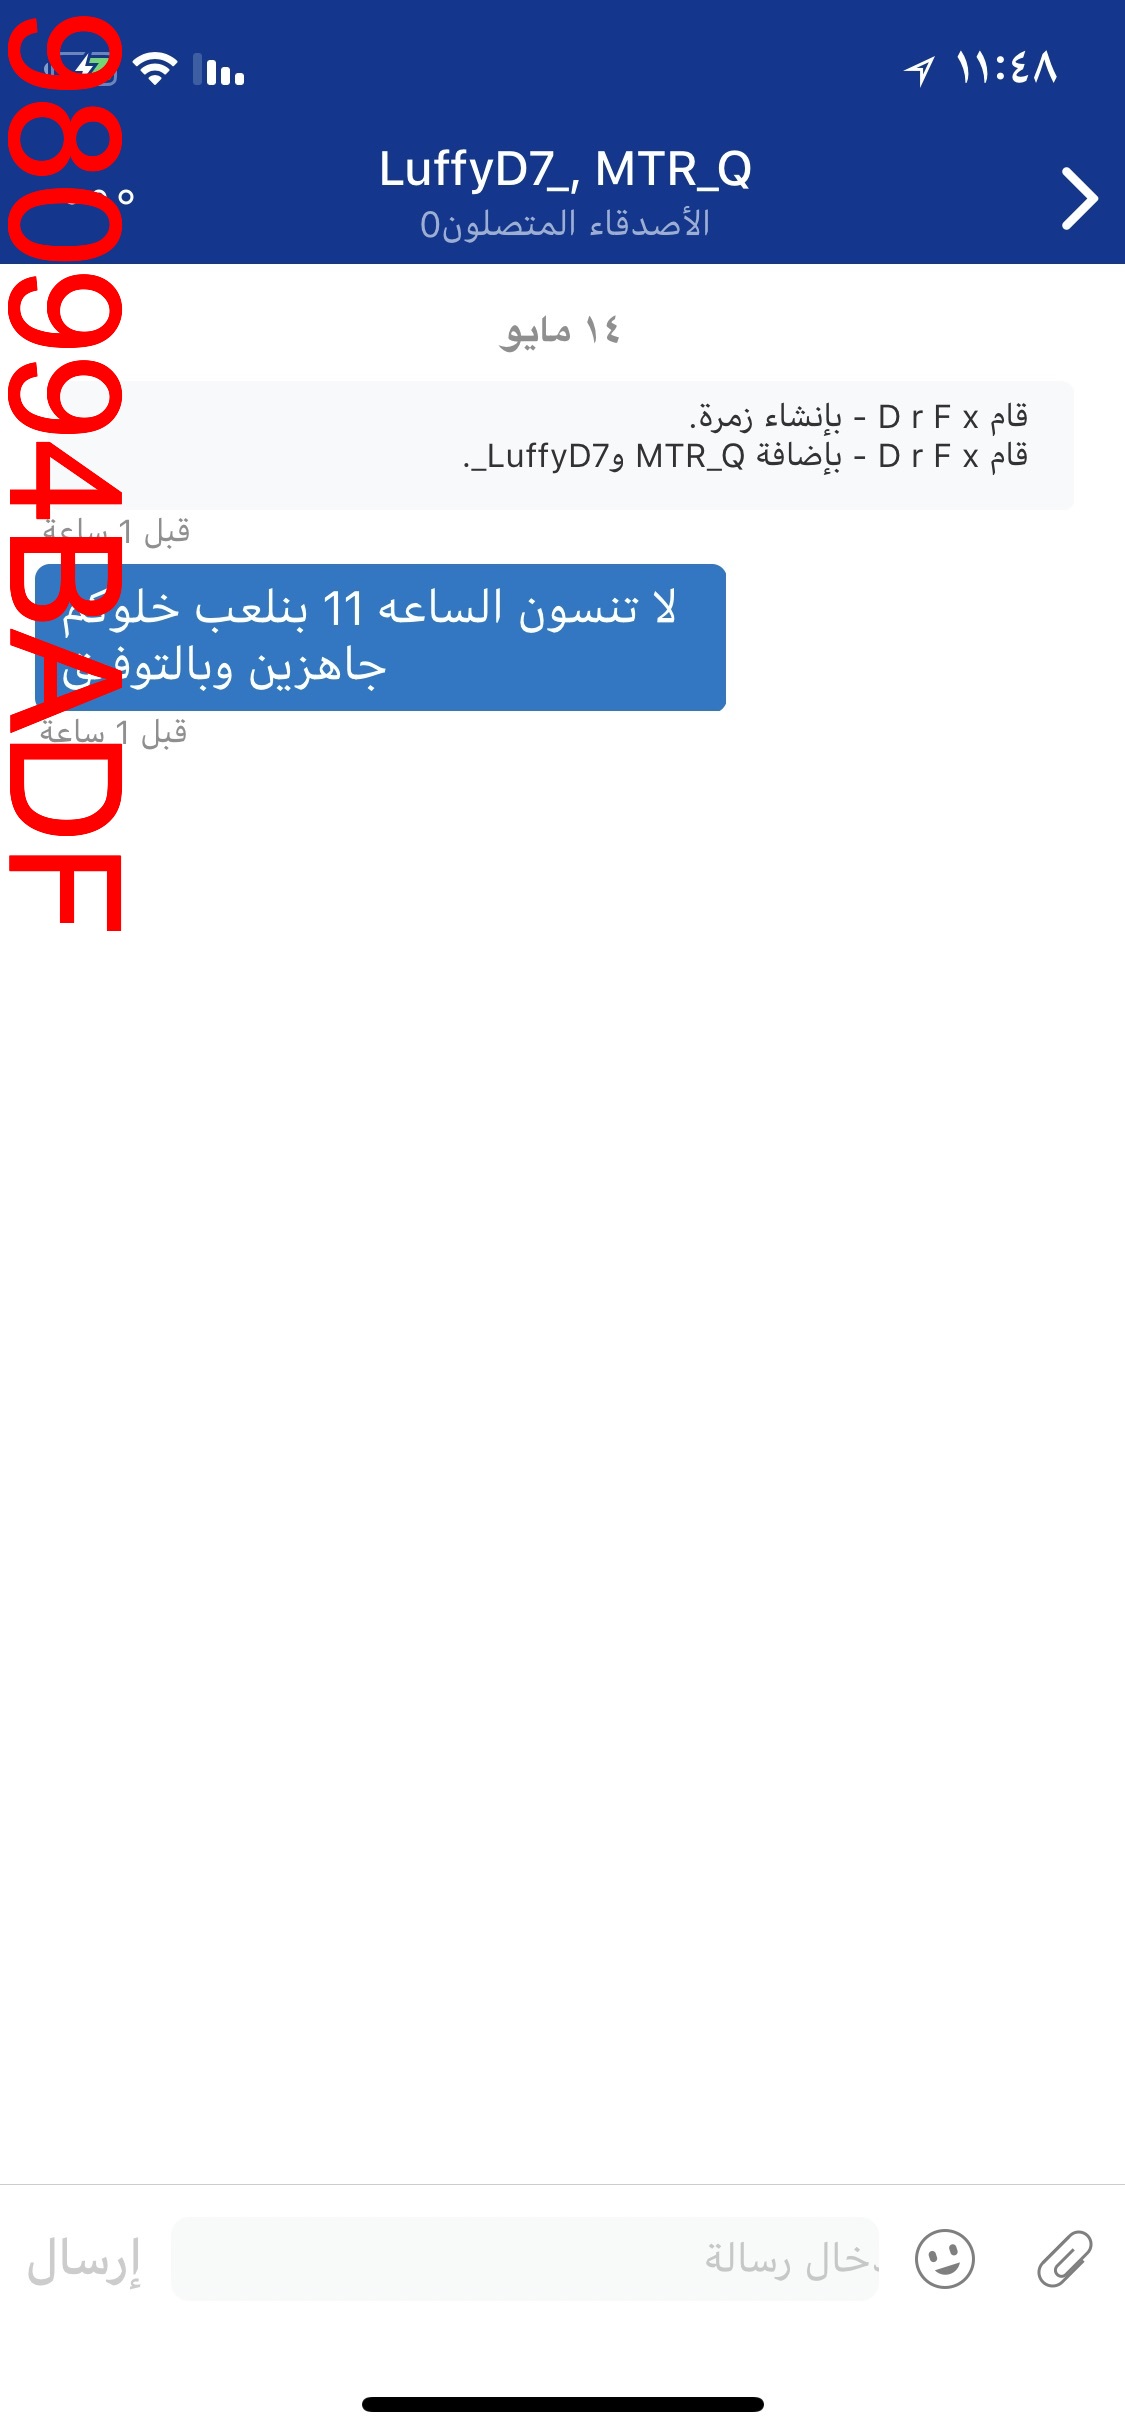 ١١:٤٨
LuffyD7_, MTR_Q
الأصدقاء المتصلون0
١٤ مايو
قام D r F x - بإنشاء زمرة.
قام D r F x - بإضافة MTR_Q وLuffyD7_.
قبل 1 ساعة
لا تنسون الساعه 11 بنلعب خلوكم
جاهزين وبالتوفيق
قبل 1 ساعة
دخال رسالة
إرسال
980994BADF